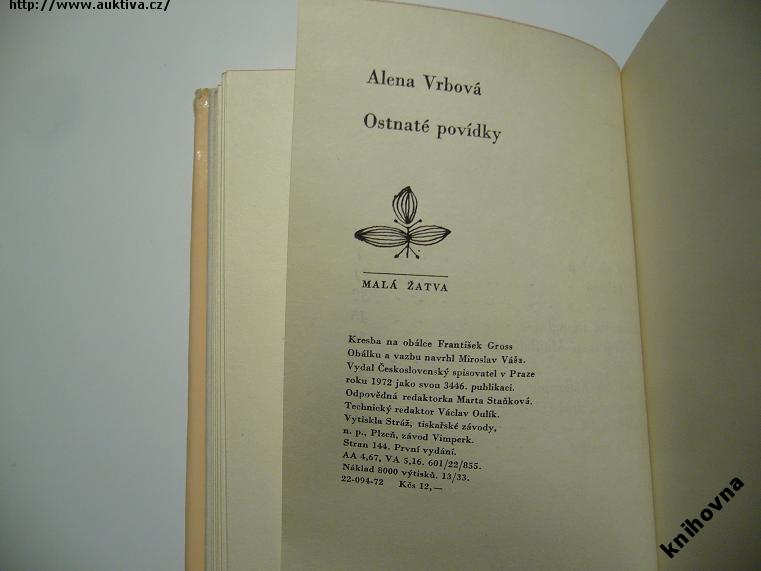 http://www.auktiva.cz/
Alena Vrbová
Ostnaté povídky
MALÁ ŽATVA
Kresba na obálce František Gross
Obálku a vazbu navrhl Miroslav Váša.
Vydal Československý spisovatel v Praze
roku 1972 jako svou 3446. publikaci.
Odpovědná redaktorka Marta Staňková.
Technický redaktor Václav Oulík.
Vytiskla Stráž, tiskařské závody,
n. p., Plzeň, závod Vimperk.
Stran 144. První vydání.
AA 4,67, VA 5,16. 601/22/855.
Náklad 8000 výtisků. 13/33.
22-094-72 Kčs 12,—
knihovna